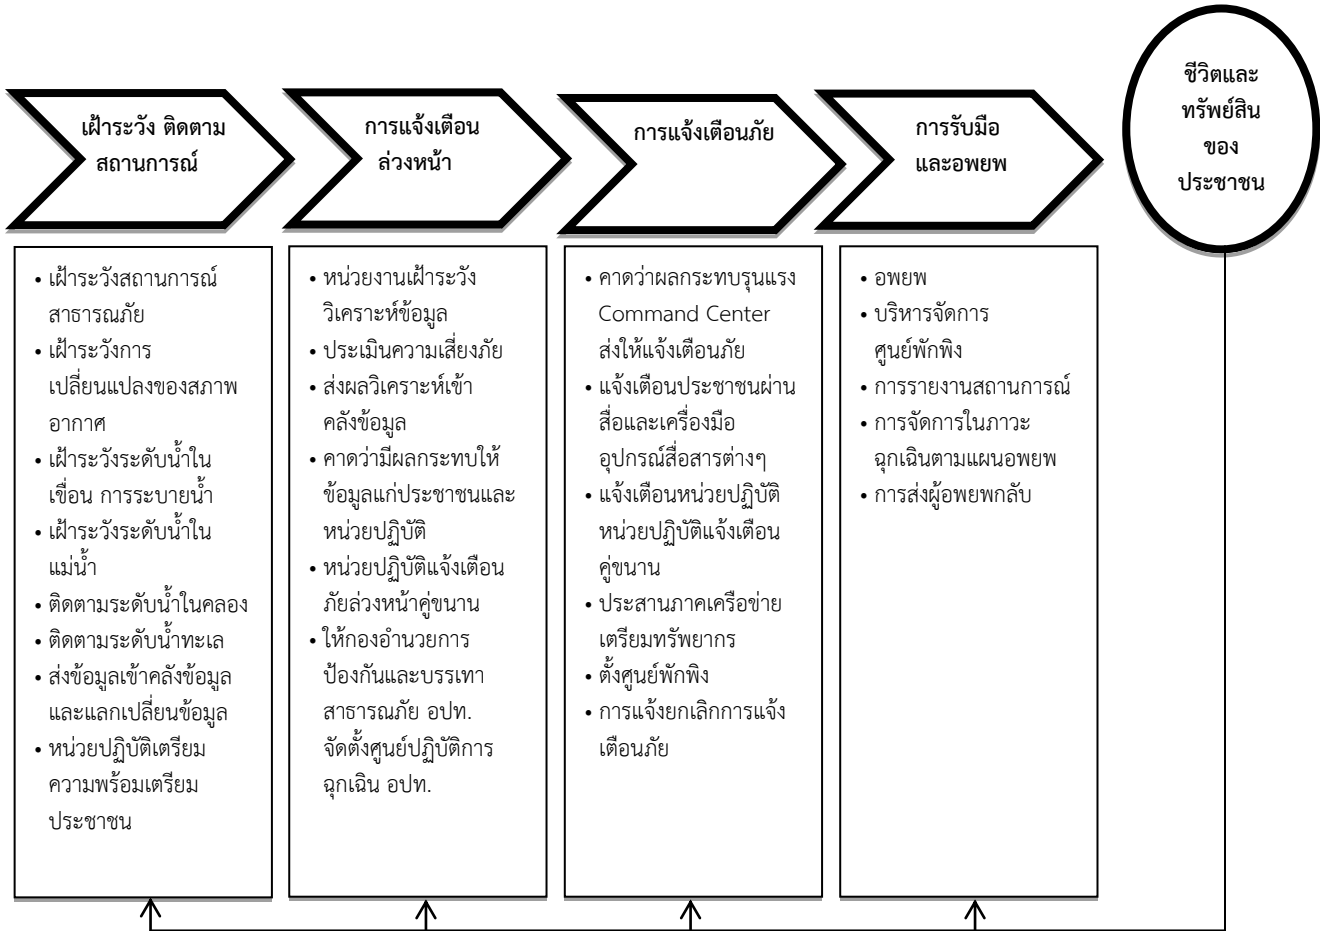 เฝ้าระวัง ติดตาม
สถานการณ์
การแจ้งเตือน
ล่วงหน้า
การแจ้งเตือนภัย
การรับมือ
และอพยพ
ชีวิตและ
ทรัพย์สิน
ของ
ประชาชน
• เฝ้าระวังสถานการณ์
สาธารณภัย
• เฝ้าระวังการ
เปลี่ยนแปลงของสภาพ
อากาศ
• เฝ้าระวังระดับน้ำใน
เขื่อน การระบายน้ำ
• เฝ้าระวังระดับน้ำใน
แม่น้ำ
• ติดตามระดับน้ำในคลอง
• ติดตามระดับน้ำทะเล
• ส่งข้อมูลเข้าคลังข้อมูล
และแลกเปลี่ยนข้อมูล
• หน่วยปฏิบัติเตรียม
ความพร้อมเตรียม
ประชาชน
• หน่วยงานเฝ้าระวัง
วิเคราะห์ข้อมูล
• ประเมินความเสี่ยงภัย
• ส่งผลวิเคราะห์เข้า
คลังข้อมูล
• คาดว่ามีผลกระทบให้
ข้อมูลแก่ประชาชนและ
หน่วยปฏิบัติ
• หน่วยปฏิบัติแจ้งเตือน
ภัยล่วงหน้าคู่ขนาน
• ให้กองอำนวยการ
ป้องกันและบรรเทา
สาธารณภัย อปท.
จัดตั้งศูนย์ปฏิบัติการ
ฉุกเฉิน อปท.
• คาดว่าผลกระทบรุนแรง
Command Center
ส่งให้แจ้งเตือนภัย
• แจ้งเตือนประชาชนผ่าน
สื่อและเครื่องมือ
อุปกรณ์สื่อสารต่างๆ
• แจ้งเตือนหน่วยปฏิบัติ
หน่วยปฏิบัติแจ้งเตือน
คู่ขนาน
• ประสานภาคเครือข่าย
เตรียมทรัพยากร
• ตั้งศูนย์พักพิง
• การแจ้งยกเลิกการแจ้ง
เตือนภัย
• อพยพ
• บริหารจัดการ
ศูนย์พักพิง
• การรายงานสถานการณ์
• การจัดการในภาวะ
ฉุกเฉินตามแผนอพยพ
• การส่งผู้อพยพกลับ